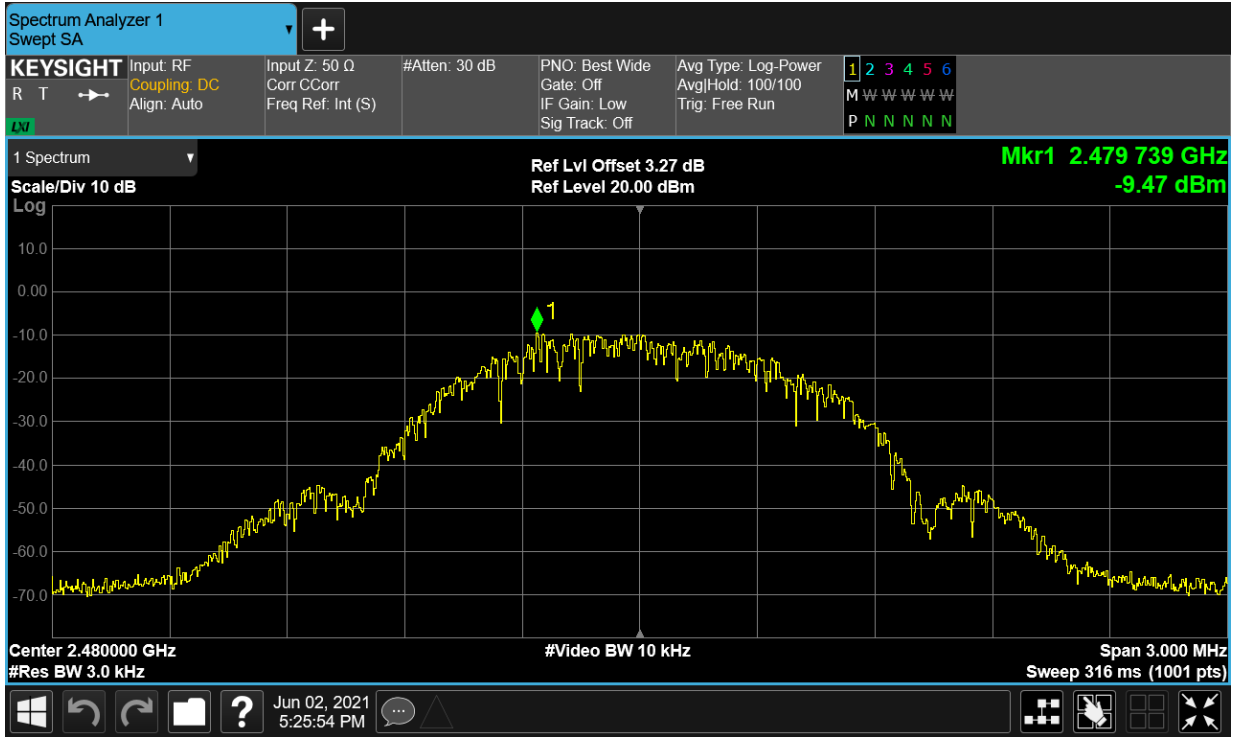 Spectrum Analyzer 1
Swept SA
+
KEYSIGHT
R T
LXI
Input: RF
Coupling: DC
Align: Auto
Input Z: 50 Ω
Corr CCorr
Freq Ref: Int (S)
#Atten: 30 dB
PNO: Best Wide
Gate: Off
IF Gain: Low
Sig Track: Off
Avg Type: Log-Power
Avg|Hold: 100/100
Trig: Free Run
1 2 3 4 5 6
M W W W W W
P N N N N N
1 Spectrum
Scale/Div 10 dB
Log
Ref Lvl Offset 3.27 dB
Ref Level 20.00 dBm
Mkr1 2.479 739 GHz
-9.47 dBm
10.0
0.00
-10.0
-20.0
-30.0
-40.0
-50.0
-60.0
-70.0
1
Center 2.480000 GHz
#Res BW 3.0 kHz
#Video BW 10 kHz
Span 3.000 MHz
Sweep 316 ms (1001 pts)
?
Jun 02, 2021
5:25:54 PM